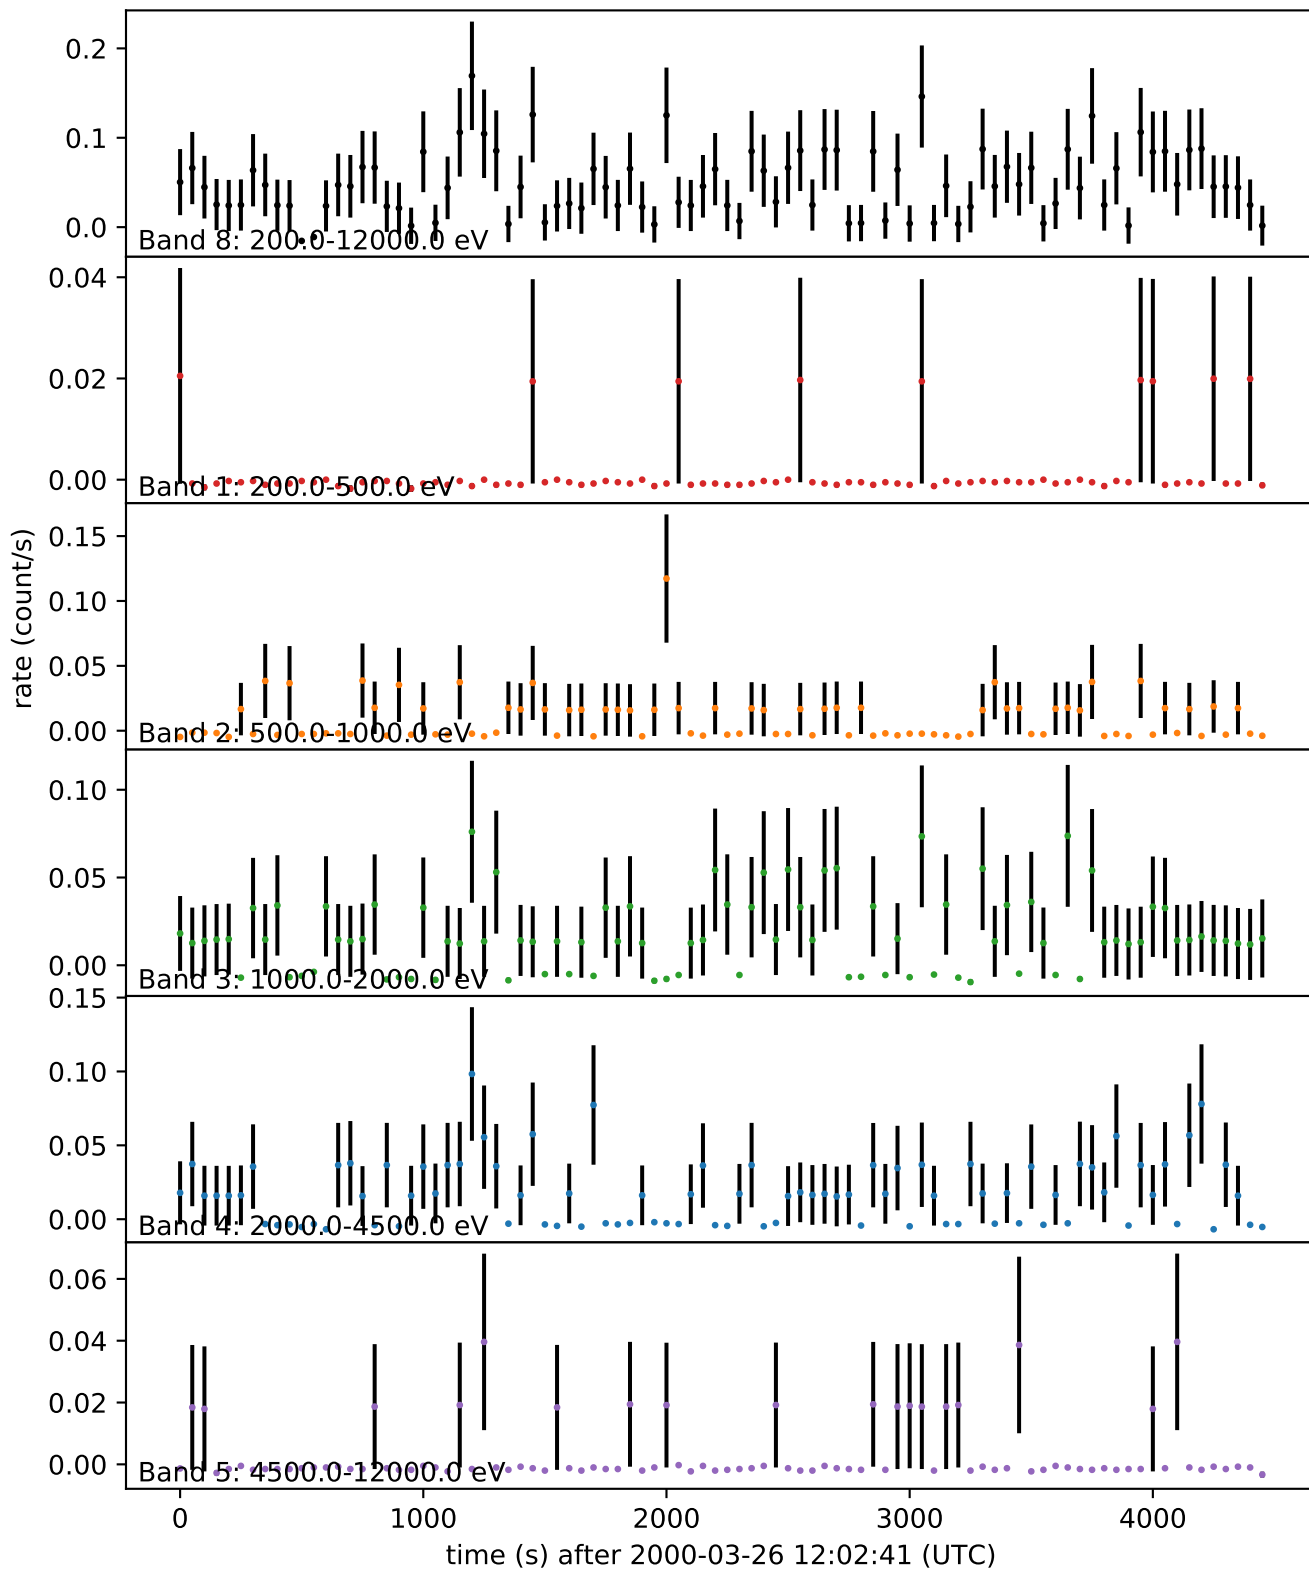 0.2
0.1
0.0
Band 8: 200.0-12000.0 eV
0.04
0.02
0.00
Band 1: 200.0-500.0 eV
rate (count/s)
0.15
0.10
0.05
0.00
Band 2: 500.0-1000.0 eV
0.10
0.05
0.00
Band 3: 1000.0-2000.0 eV
0.15
0.10
0.05
0.00
Band 4: 2000.0-4500.0 eV
0.06
0.04
0.02
0.00
Band 5: 4500.0-12000.0 eV
0 1000 2000 3000 4000
time (s) after 2000-03-26 12:02:41 (UTC)